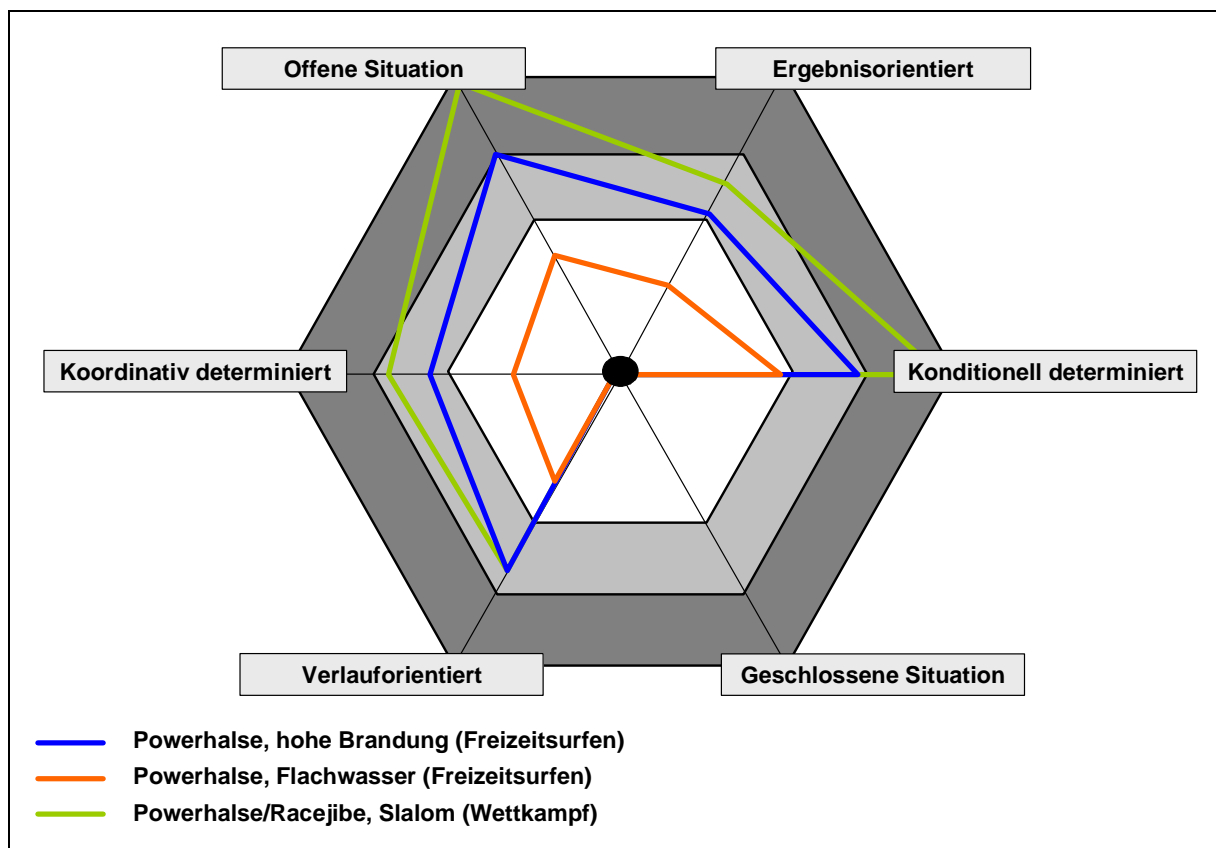 Offene Situation
Ergebnisorientiert
Koordinativ determiniert
Konditionell determiniert
Verlauforientiert
Geschlossene Situation
Powerhalse, hohe Brandung (Freizeitsurfen)
Powerhalse, Flachwasser (Freizeitsurfen)
Powerhalse/Racejibe, Slalom (Wettkampf)